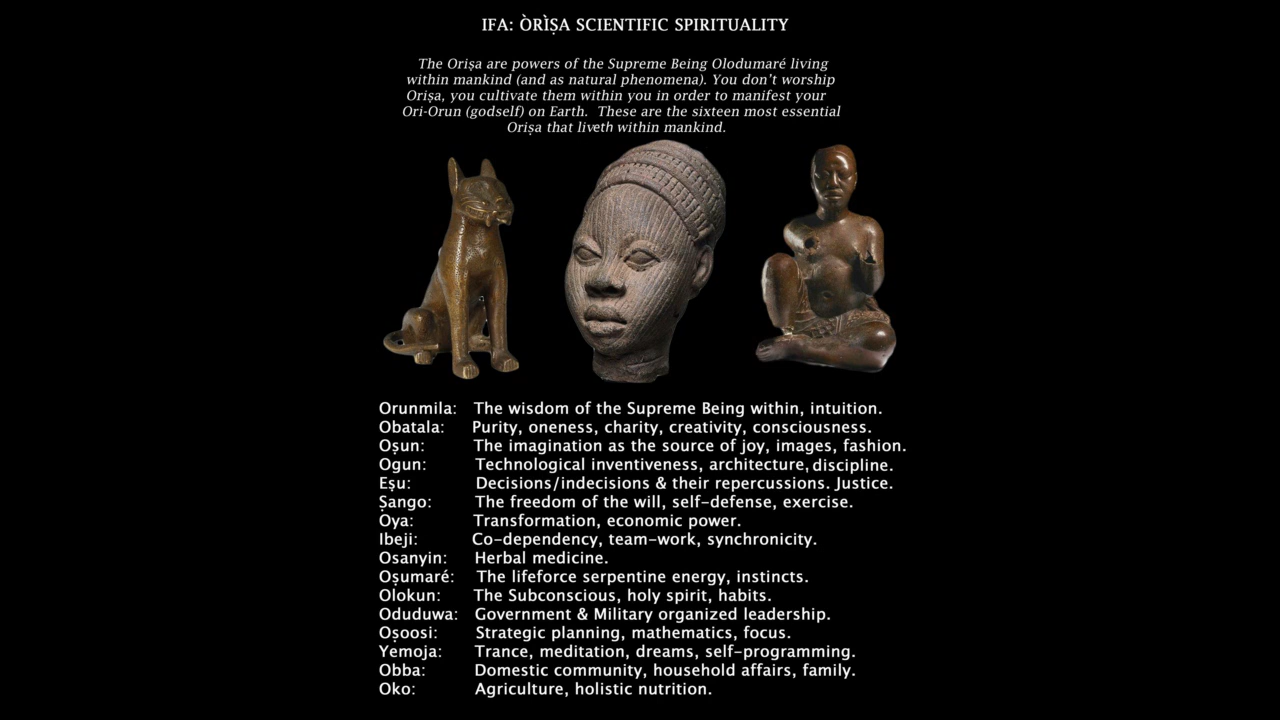 IFA: ÒRÌṢA SCIENTIFIC SPIRITUALITY
The Oriṣa are powers of the Supreme Being Olodumaré living
within mankind (and as natural phenomena). You don't worship
Oriṣa, you cultivate them within you in order to manifest your
Ori-Orun (godself) on Earth. These are the sixteen most essential
Oriṣa that liveth within mankind.
Orunmila: The wisdom of the Supreme Being within, intuition.
Obatala: Purity, oneness, charity, creativity, consciousness.
Oṣun: The imagination as the source of joy, images, fashion.
Ogun: Technological inventiveness, architecture, discipline.
Eṣu: Decisions/indecisions & their repercussions. Justice.
Ṣango: The freedom of the will, self-defense, exercise.
Oya: Transformation, economic power.
Ibeji: Co-dependency, team-work, synchronicity.
Osanyin: Herbal medicine.
Oṣumaré: The lifeforce serpentine energy, instincts.
Olokun: The Subconscious, holy spirit, habits.
Oduduwa: Government & Military organized leadership.
Oṣoosi: Strategic planning, mathematics, focus.
Yemoja: Trance, meditation, dreams, self-programming.
Obba: Domestic community, household affairs, family.
Oko: Agriculture, holistic nutrition.